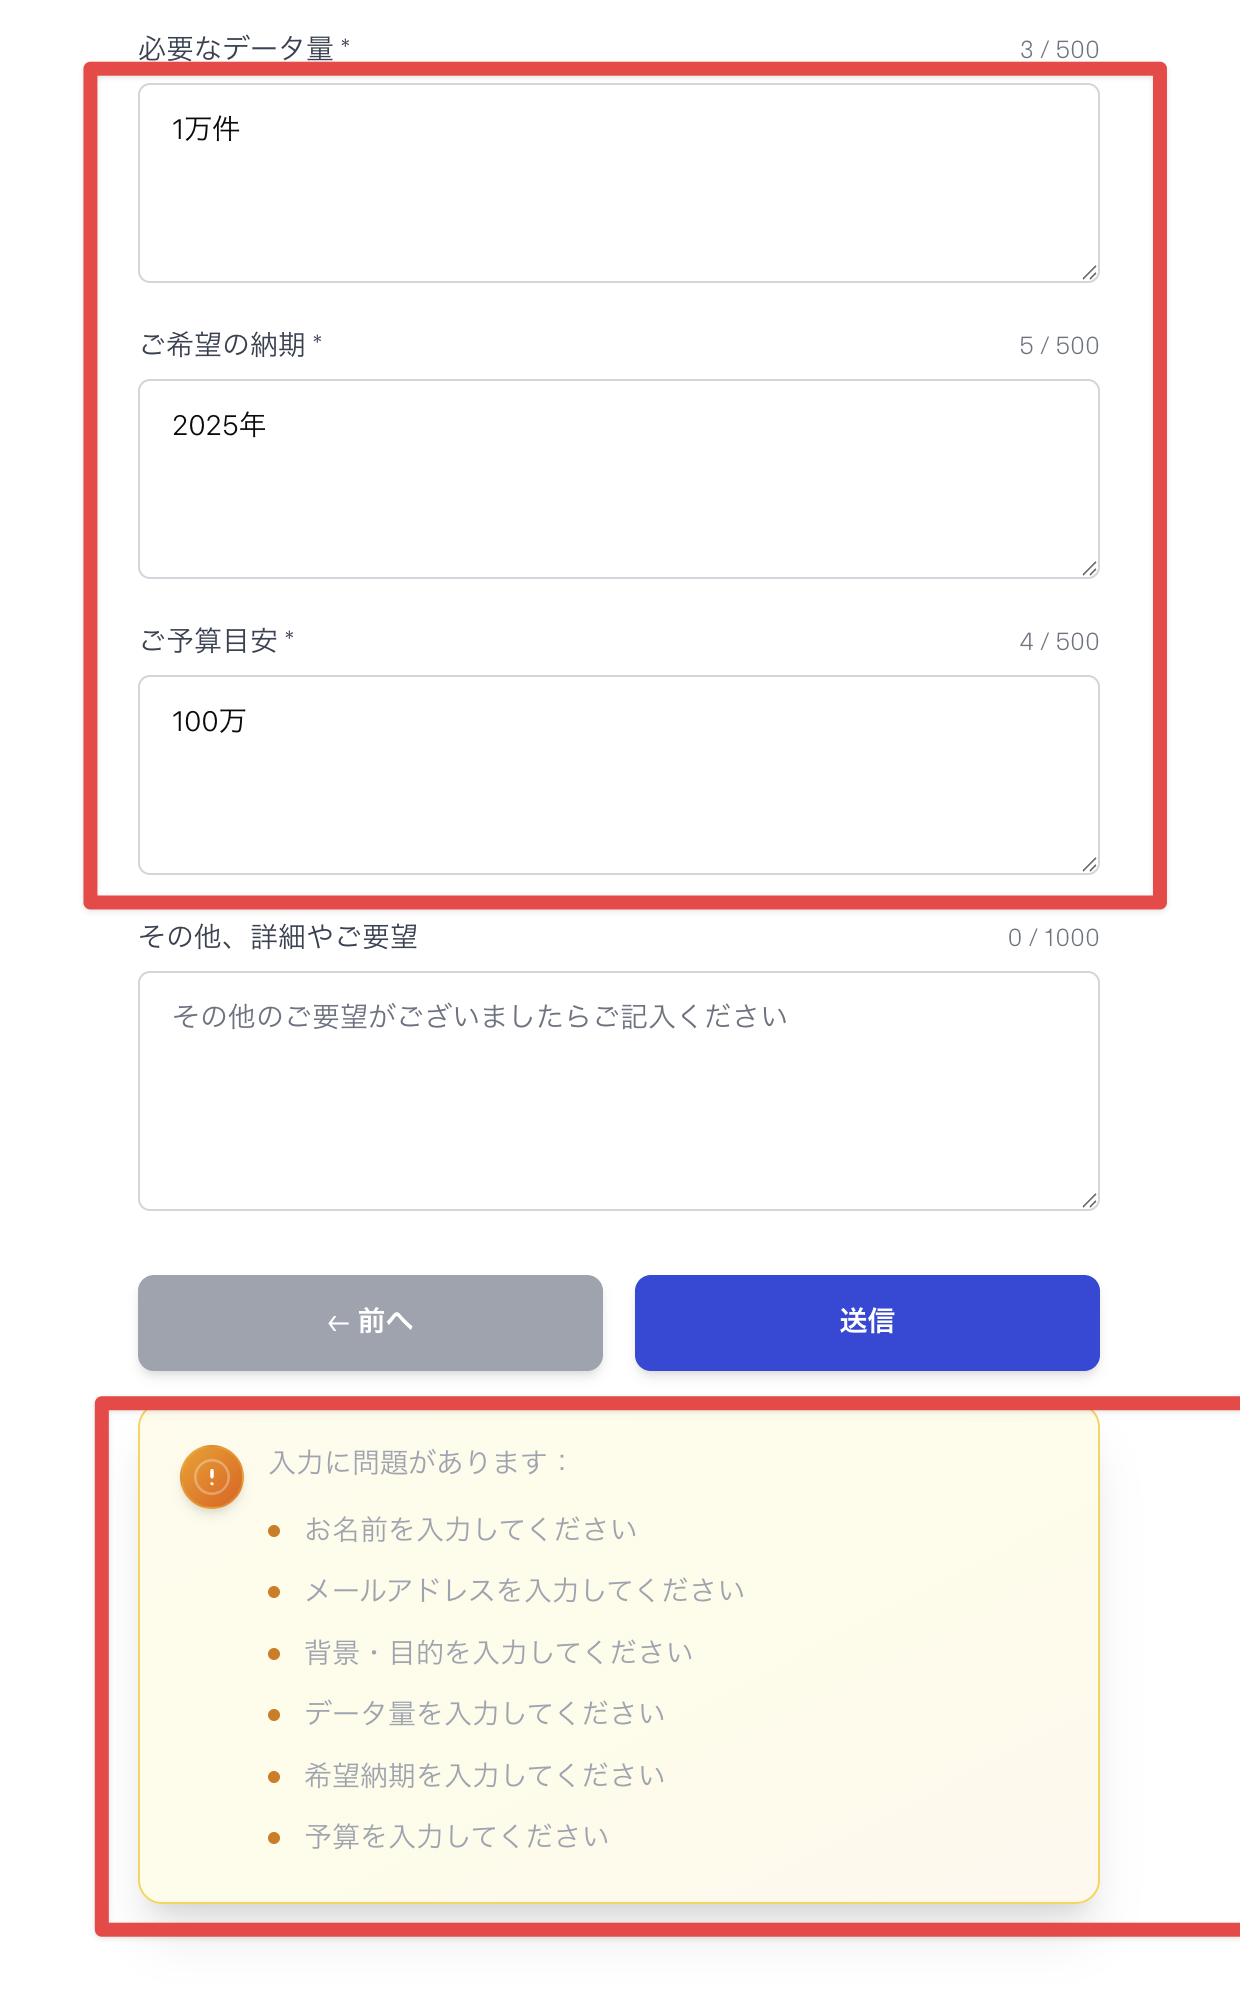 必要なデータ量 * 3 / 500
1万件
ご希望の納期 * 5 / 500
2025年
ご予算目安 * 4 / 500
100万
その他、詳細やご要望 0 / 1000
その他のご要望がございましたらご記入ください
← 前へ 送信
入力に問題があります：
お名前を入力してください
メールアドレスを入力してください
背景・目的を入力してください
データ量を入力してください
希望納期を入力してください
予算を入力してください